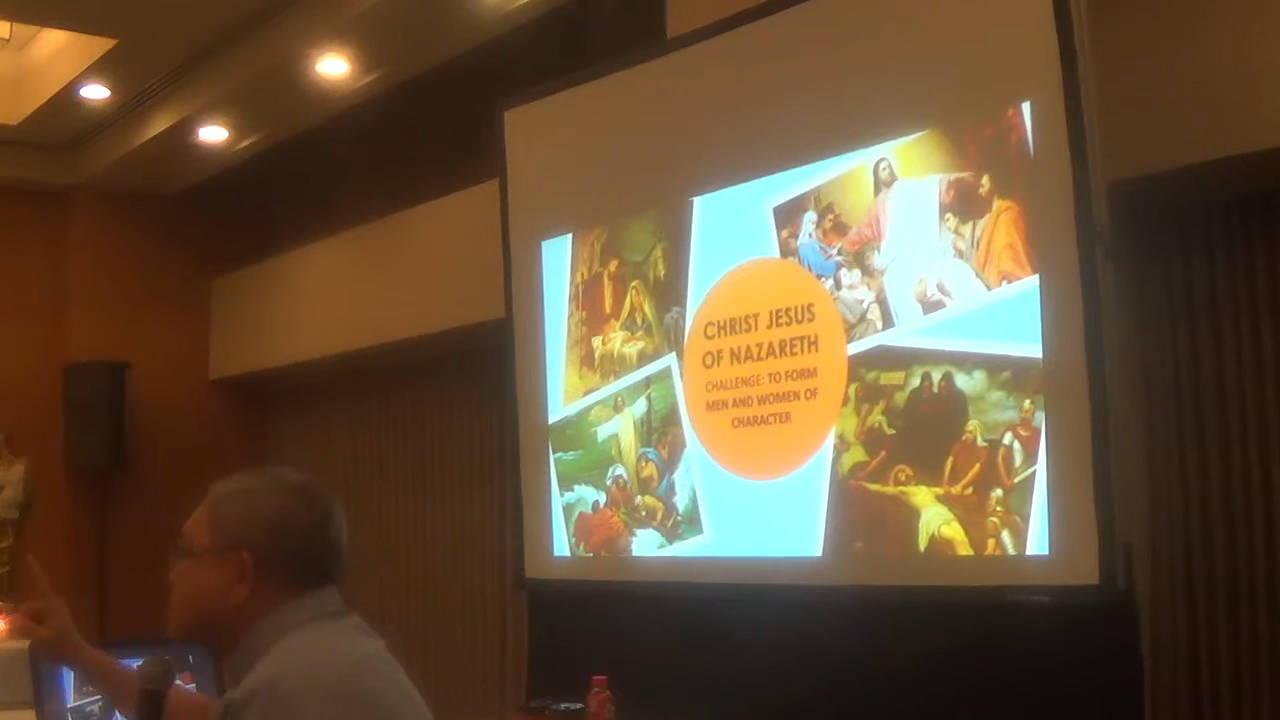 CHRIST JESUS
OF NAZARETH
CHALLENGE: TO FORM
MEN AND WOMEN OF
CHARACTER